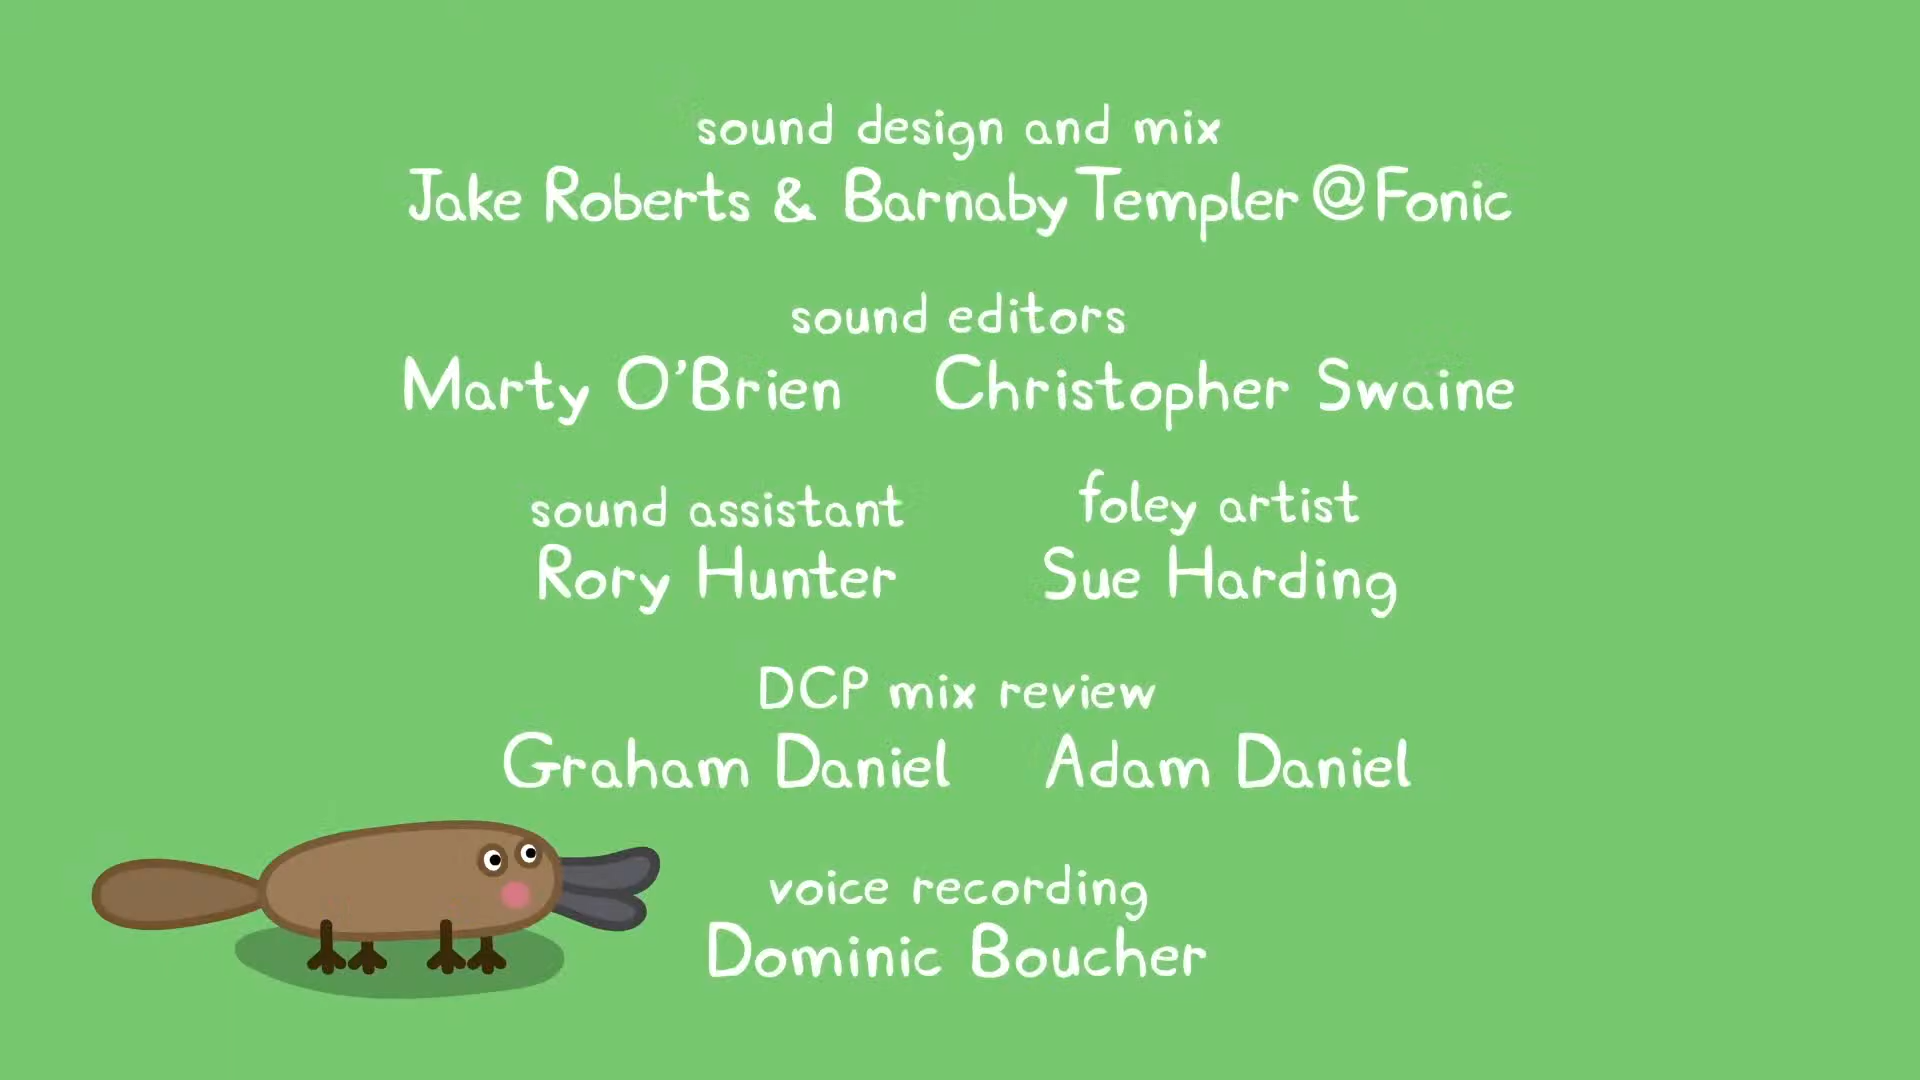 sound design and mix
Jake Roberts & Barnaby Templer @ Fonic
sound editors
Marty O'Brien Christopher Swaine
sound assistant foley artist
Rory Hunter Sue Harding
DCP mix review
Graham Daniel Adam Daniel
voice recording
Dominic Boucher